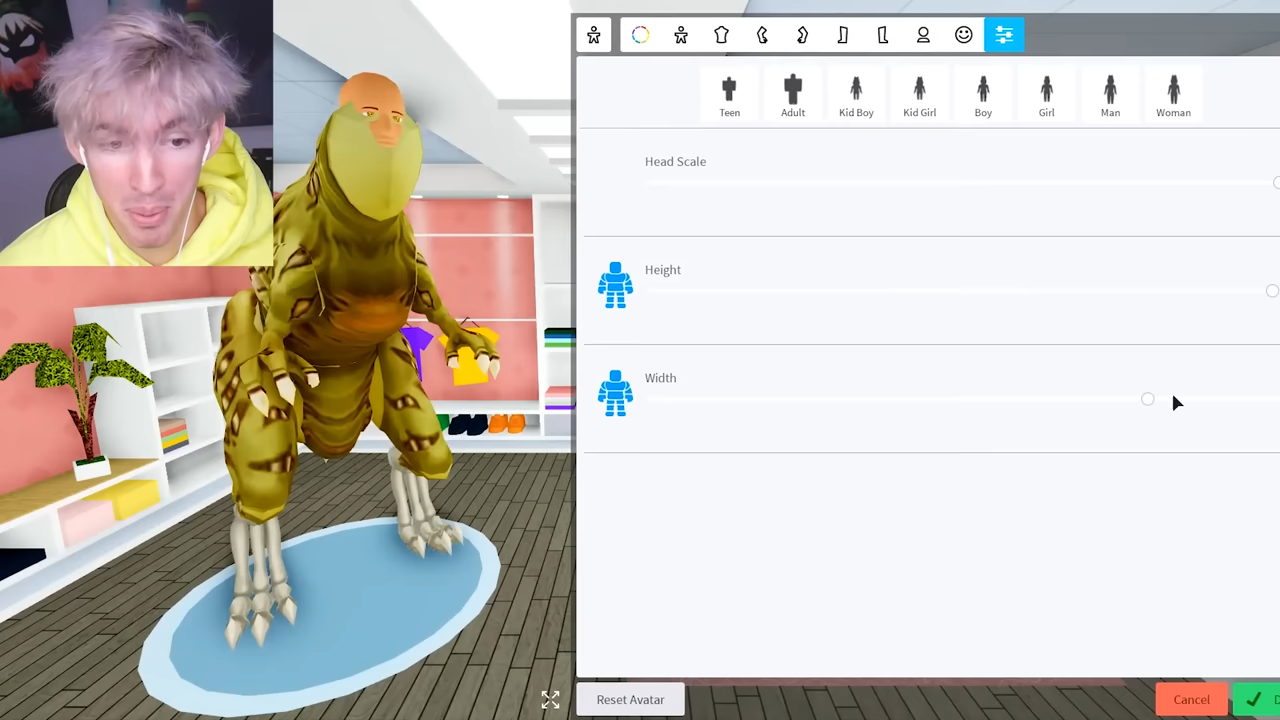 Teen Adult Kid Boy Kid Girl Boy Girl Man Woman
Head Scale
Height
Width
Reset Avatar
Cancel